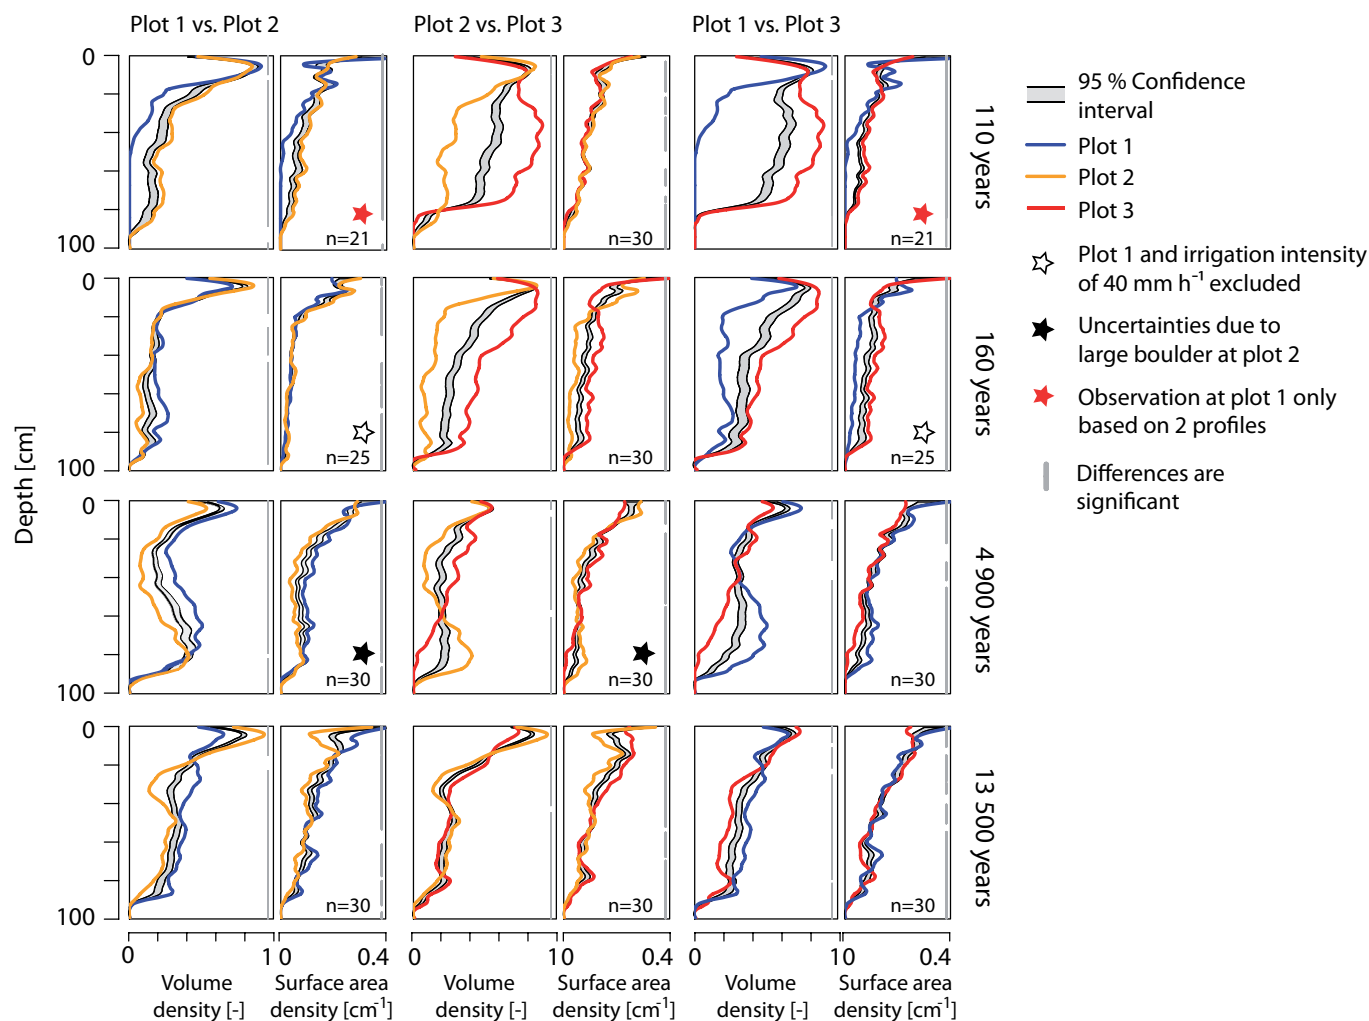 Plot 1 vs. Plot 2
Plot 2 vs. Plot 3
Plot 1 vs. Plot 3
0
100
n=21
n=30
n=21
110 years
0
100
n=25
n=30
n=25
160 years
0
100
n=30
n=30
n=30
4 900 years
0
100
n=30
n=30
n=30
13 500 years
Depth [cm]
0
1
0
0.4
0
1
0
0.4
0
1
0
0.4
Volume
density [-]
Surface area
density [cm⁻¹]
Volume
density [-]
Surface area
density [cm⁻¹]
Volume
density [-]
Surface area
density [cm⁻¹]
95 % Confidence
interval
Plot 1
Plot 2
Plot 3
Plot 1 and irrigation intensity
of 40 mm h⁻¹ excluded
Uncertainties due to
large boulder at plot 2
Observation at plot 1 only
based on 2 profiles
Differences are
significant